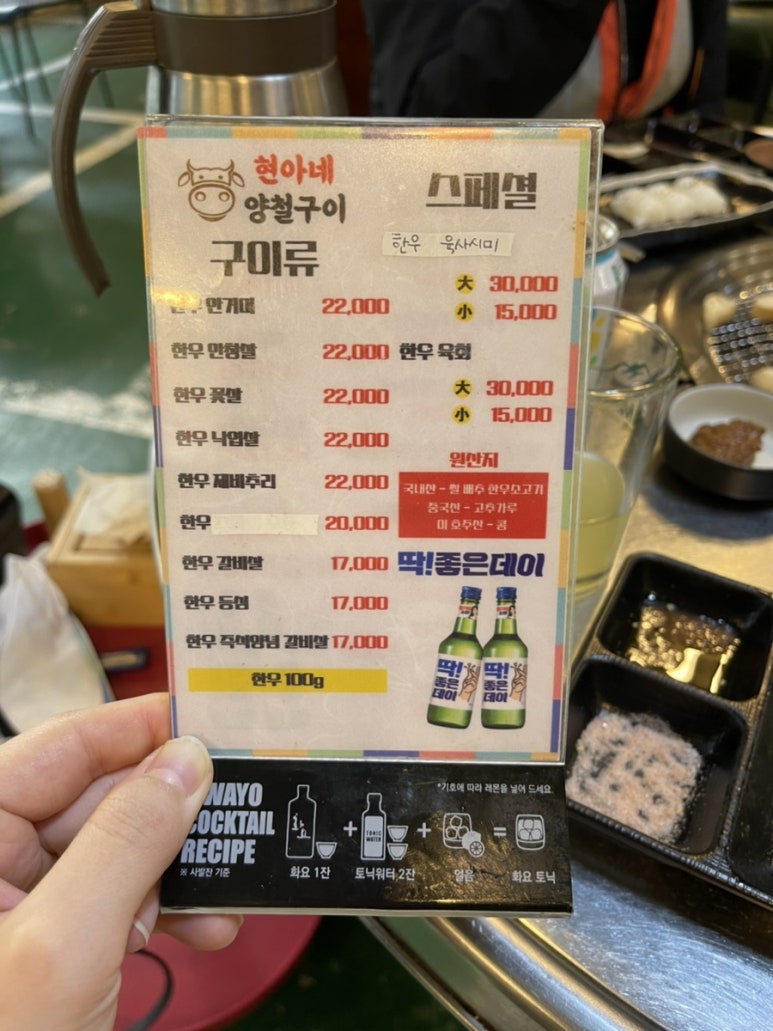 현아네
양철구이
구이류
한우 안거미 22,000
한우 안창살 22,000
한우 꽃살 22,000
한우 낙엽살 22,000
한우 제비추리 22,000
한우 20,000
한우 갈비살 17,000
한우 등심 17,000
한우 즉석양념 갈비살 17,000
한우 100g
스페셜
한우 육사시미
大 30,000
小 15,000
한우 육회
大 30,000
小 15,000
원산지
국내산 - 쌀 배추 한우소고기
중국산 - 고추가루
미 호주산 - 콩
딱!좋은데이
딱!
좋은
데이
딱!
좋은
데이
*기호에 따라 레몬을 넣어 드세요
WAYO
COCKTAIL
RECIPE
※ 사발잔 기준
화요
+
TONIC
WATER
+
=
화요 1잔
토닉워터 2잔
얼음
화요 토닉